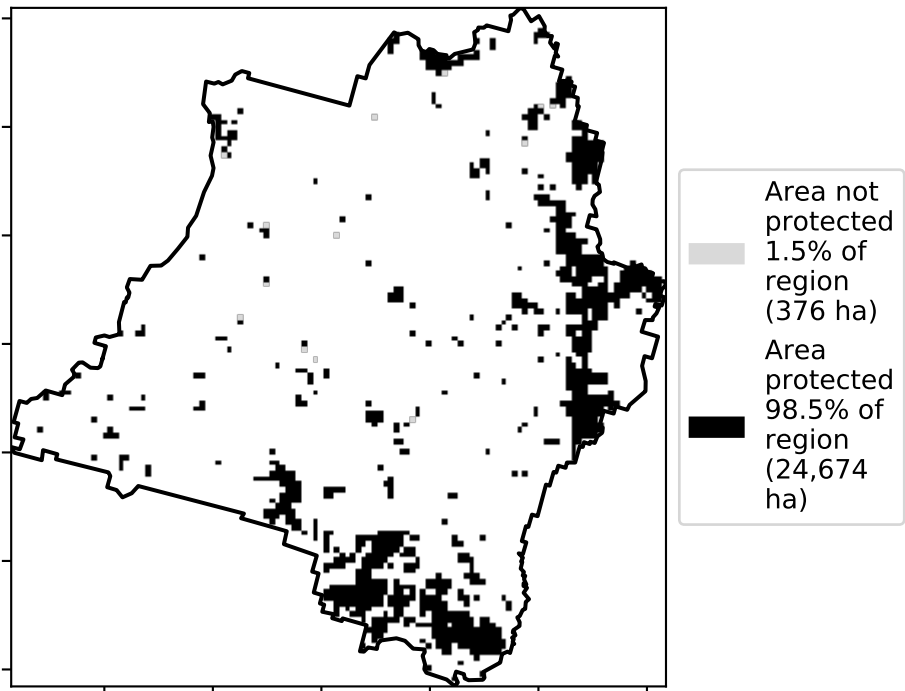 Area not
protected
1.5% of
region
(376 ha)
Area
protected
98.5% of
region
(24,674
ha)